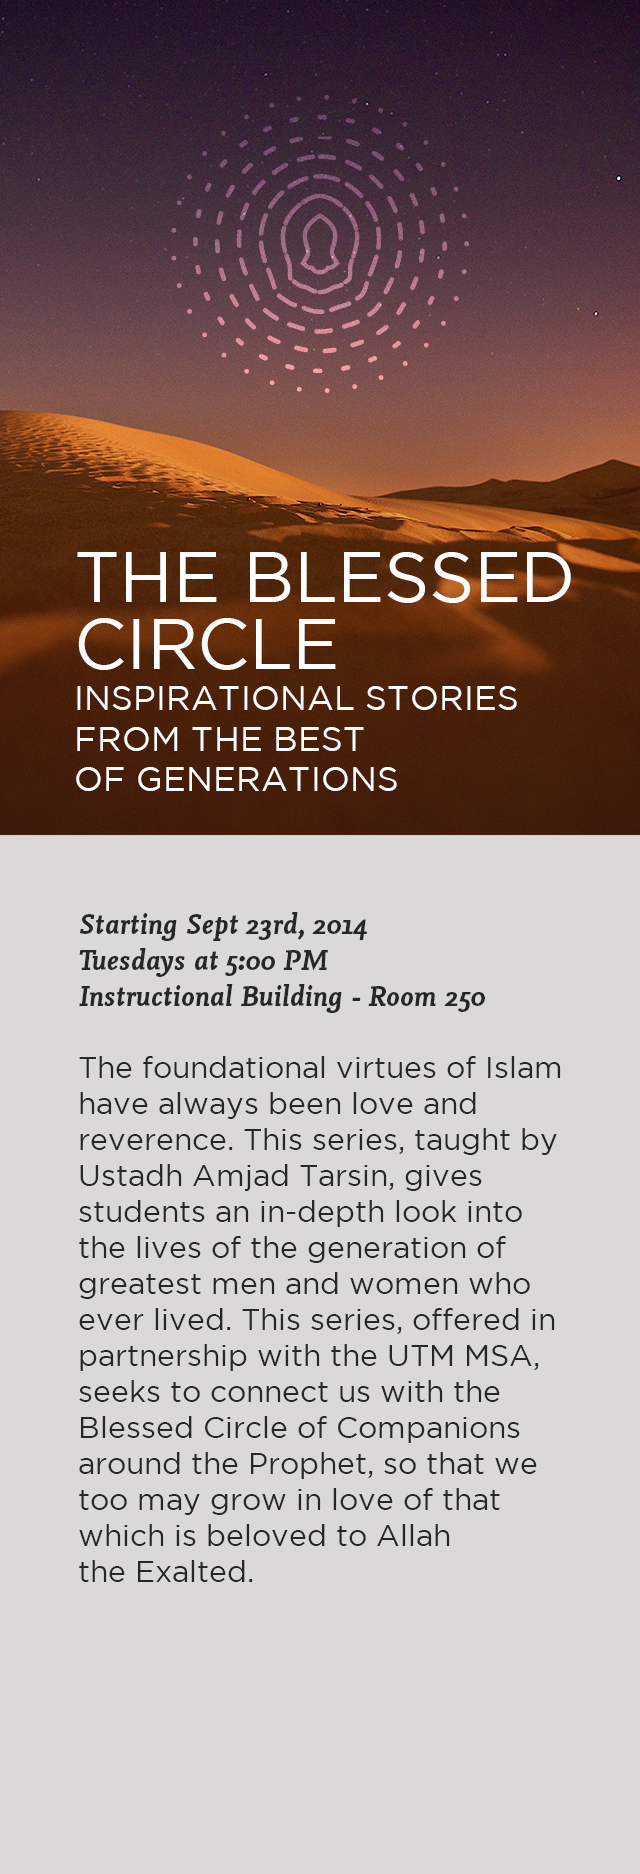 THE BLESSED
CIRCLE
INSPIRATIONAL STORIES
FROM THE BEST
OF GENERATIONS
Starting Sept 23rd, 2014
Tuesdays at 5:00 PM
Instructional Building - Room 250
The foundational virtues of Islam
have always been love and
reverence. This series, taught by
Ustadh Amjad Tarsin, gives
students an in-depth look into
the lives of the generation of
greatest men and women who
ever lived. This series, offered in
partnership with the UTM MSA,
seeks to connect us with the
Blessed Circle of Companions
around the Prophet, so that we
too may grow in love of that
which is beloved to Allah
the Exalted.